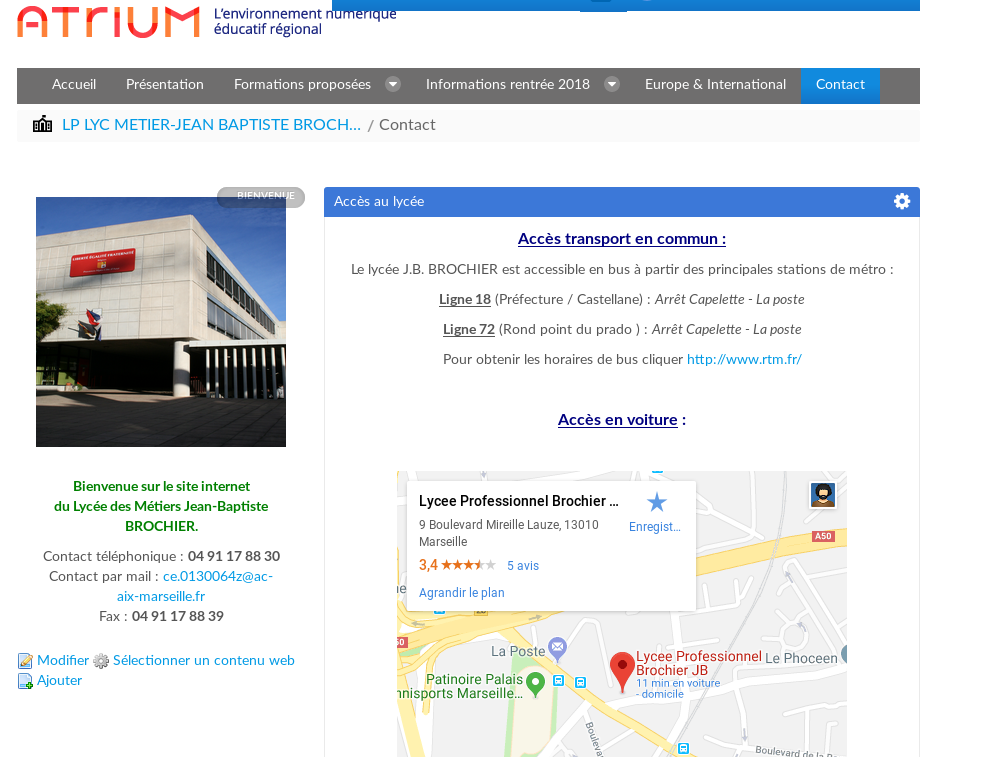 ATRIUM
L'environnement numérique
éducatif régional
Accueil Présentation Formations proposées Informations rentrée 2018 Europe & International Contact
LP LYC METIER-JEAN BAPTISTE BROCH... / Contact
BIENVENUE
LIBERTÉ ÉGALITÉ FRATERNITÉ
Bienvenue sur le site internet
du Lycée des Métiers Jean-Baptiste
BROCHIER.
Contact téléphonique : 04 91 17 88 30
Contact par mail : ce.0130064z@ac-
aix-marseille.fr
Fax : 04 91 17 88 39
Modifier Sélectionner un contenu web
Ajouter
Accès au lycée
Accès transport en commun :
Le lycée J.B. BROCHIER est accessible en bus à partir des principales stations de métro :
Ligne 18 (Préfecture / Castellane) : Arrêt Capelette - La poste
Ligne 72 (Rond point du prado ) : Arrêt Capelette - La poste
Pour obtenir les horaires de bus cliquer http://www.rtm.fr/
Accès en voiture :
Lycee Professionnel Brochier ...
9 Boulevard Mireille Lauze, 13010
Marseille
3,4 5 avis
Agrandir le plan
Enregist...
A50
La Poste
Lycee Professionnel
Brochier JB
11 min en voiture
- domicile
Le Phoceen
Patinoire Palais
nnisports Marseille...
Boulevard de la